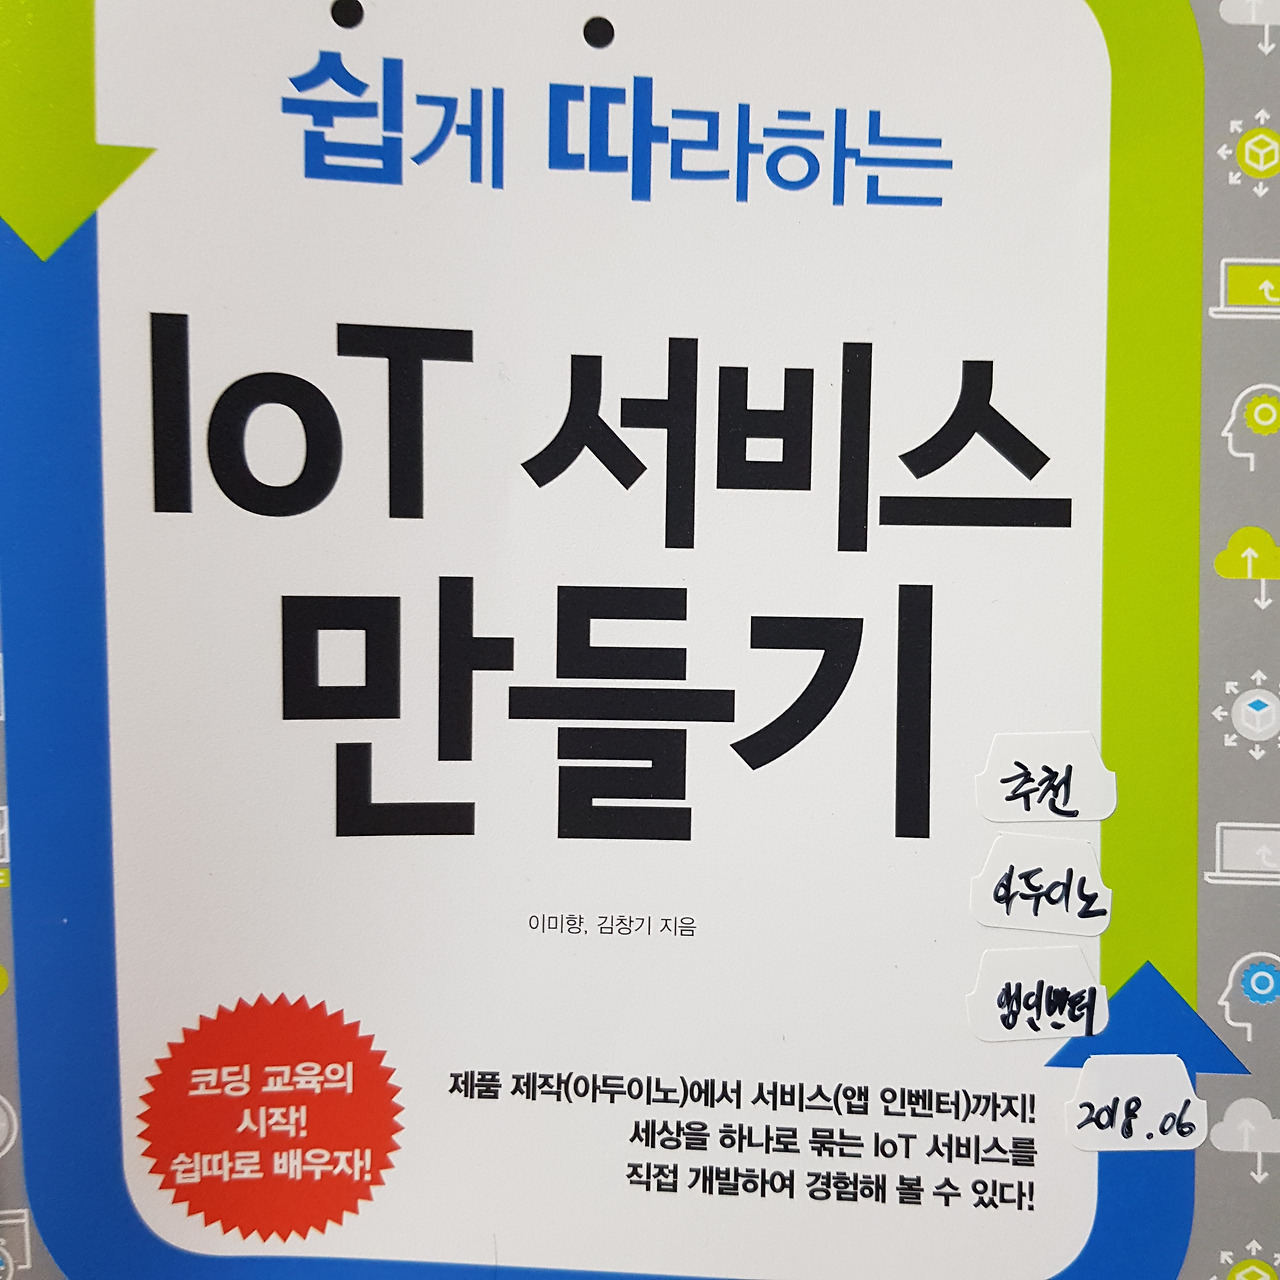 쉽게 따라하는
IoT 서비스
만들기
추천
아두이노
이미향, 김창기 지음
앱인벤터
코딩 교육의
시작!
쉽따로 배우자!
제품 제작(아두이노)에서 서비스(앱 인벤터)까지!
세상을 하나로 묶는 IoT 서비스를
직접 개발하여 경험해 볼 수 있다!
2018.06